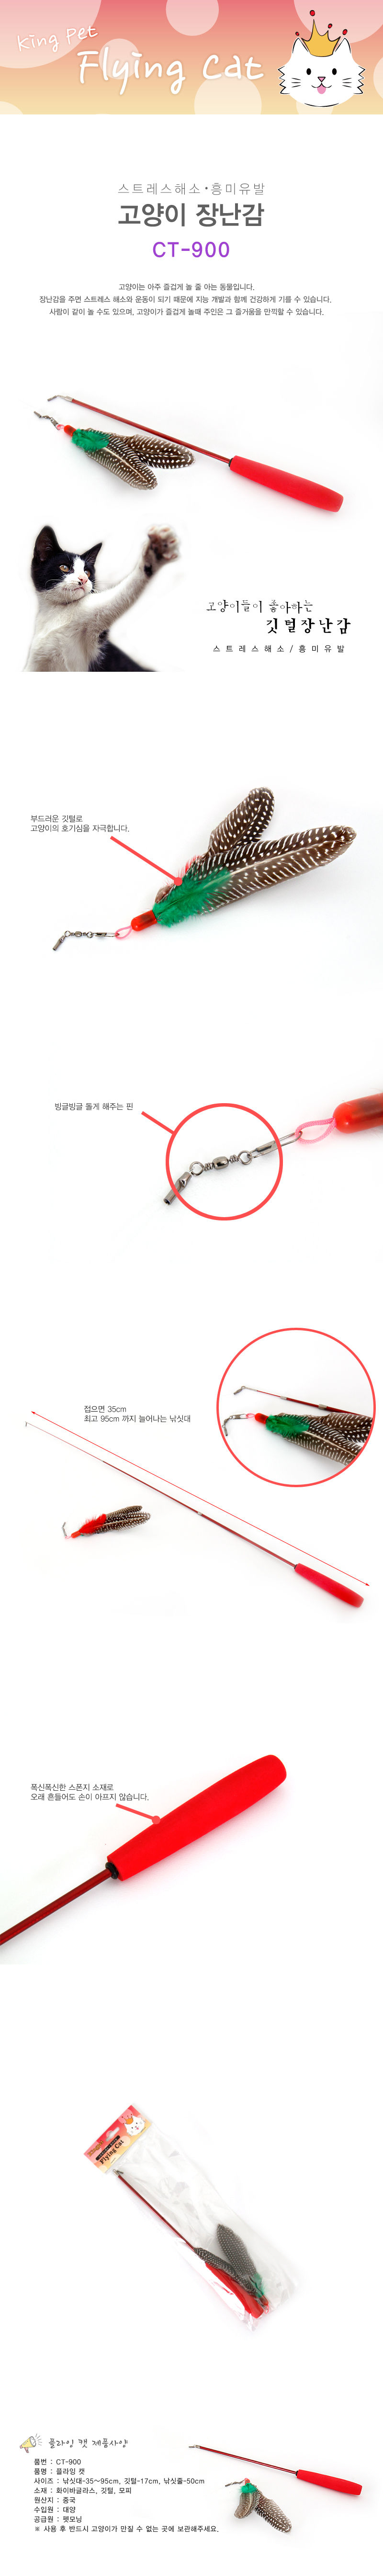 King Pet
Flying Cat
스트레스해소·흥미유발
고양이 장난감
CT-900
고양이는 아주 즐겁게 놀 줄 아는 동물입니다.
장난감을 주면 스트레스 해소와 운동이 되기 때문에 지능 개발과 함께 건강하게 기를 수 있습니다.
사람이 같이 놀 수도 있으며, 고양이가 즐겁게 놀때 주인은 그 즐거움을 만끽할 수 있습니다.
고양이들이 좋아하는
깃털장난감
스트레스해소/흥미유발
부드러운 깃털로
고양이의 호기심을 자극합니다.
빙글빙글 돌게 해주는 핀
접으면 35cm
최고 95cm 까지 늘어나는 낚싯대
폭신폭신한 스폰지 소재로
오래 흔들어도 손이 아프지 않습니다.
Flying Cat
플라잉 캣 제품사양
품번 : CT-900
품명 : 플라잉 캣
사이즈 : 낚싯대-35~95cm, 깃털-17cm, 낚싯줄-50cm
소재 : 화이바글라스, 깃털, 모피
원산지 : 중국
수입원 : 대양
공급원 : 펫모닝
※ 사용 후 반드시 고양이가 만질 수 없는 곳에 보관해주세요.